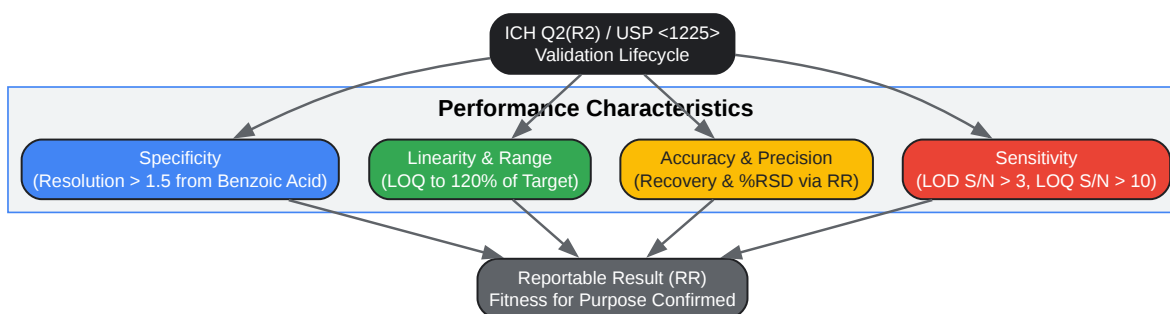 ICH Q2(R2) / USP <1225>
Validation Lifecycle
Performance Characteristics
Specificity
(Resolution > 1.5 from Benzoic Acid)
Linearity & Range
(LOQ to 120% of Target)
Accuracy & Precision
(Recovery & %RSD via RR)
Sensitivity
(LOD S/N > 3, LOQ S/N > 10)
Reportable Result (RR)
Fitness for Purpose Confirmed